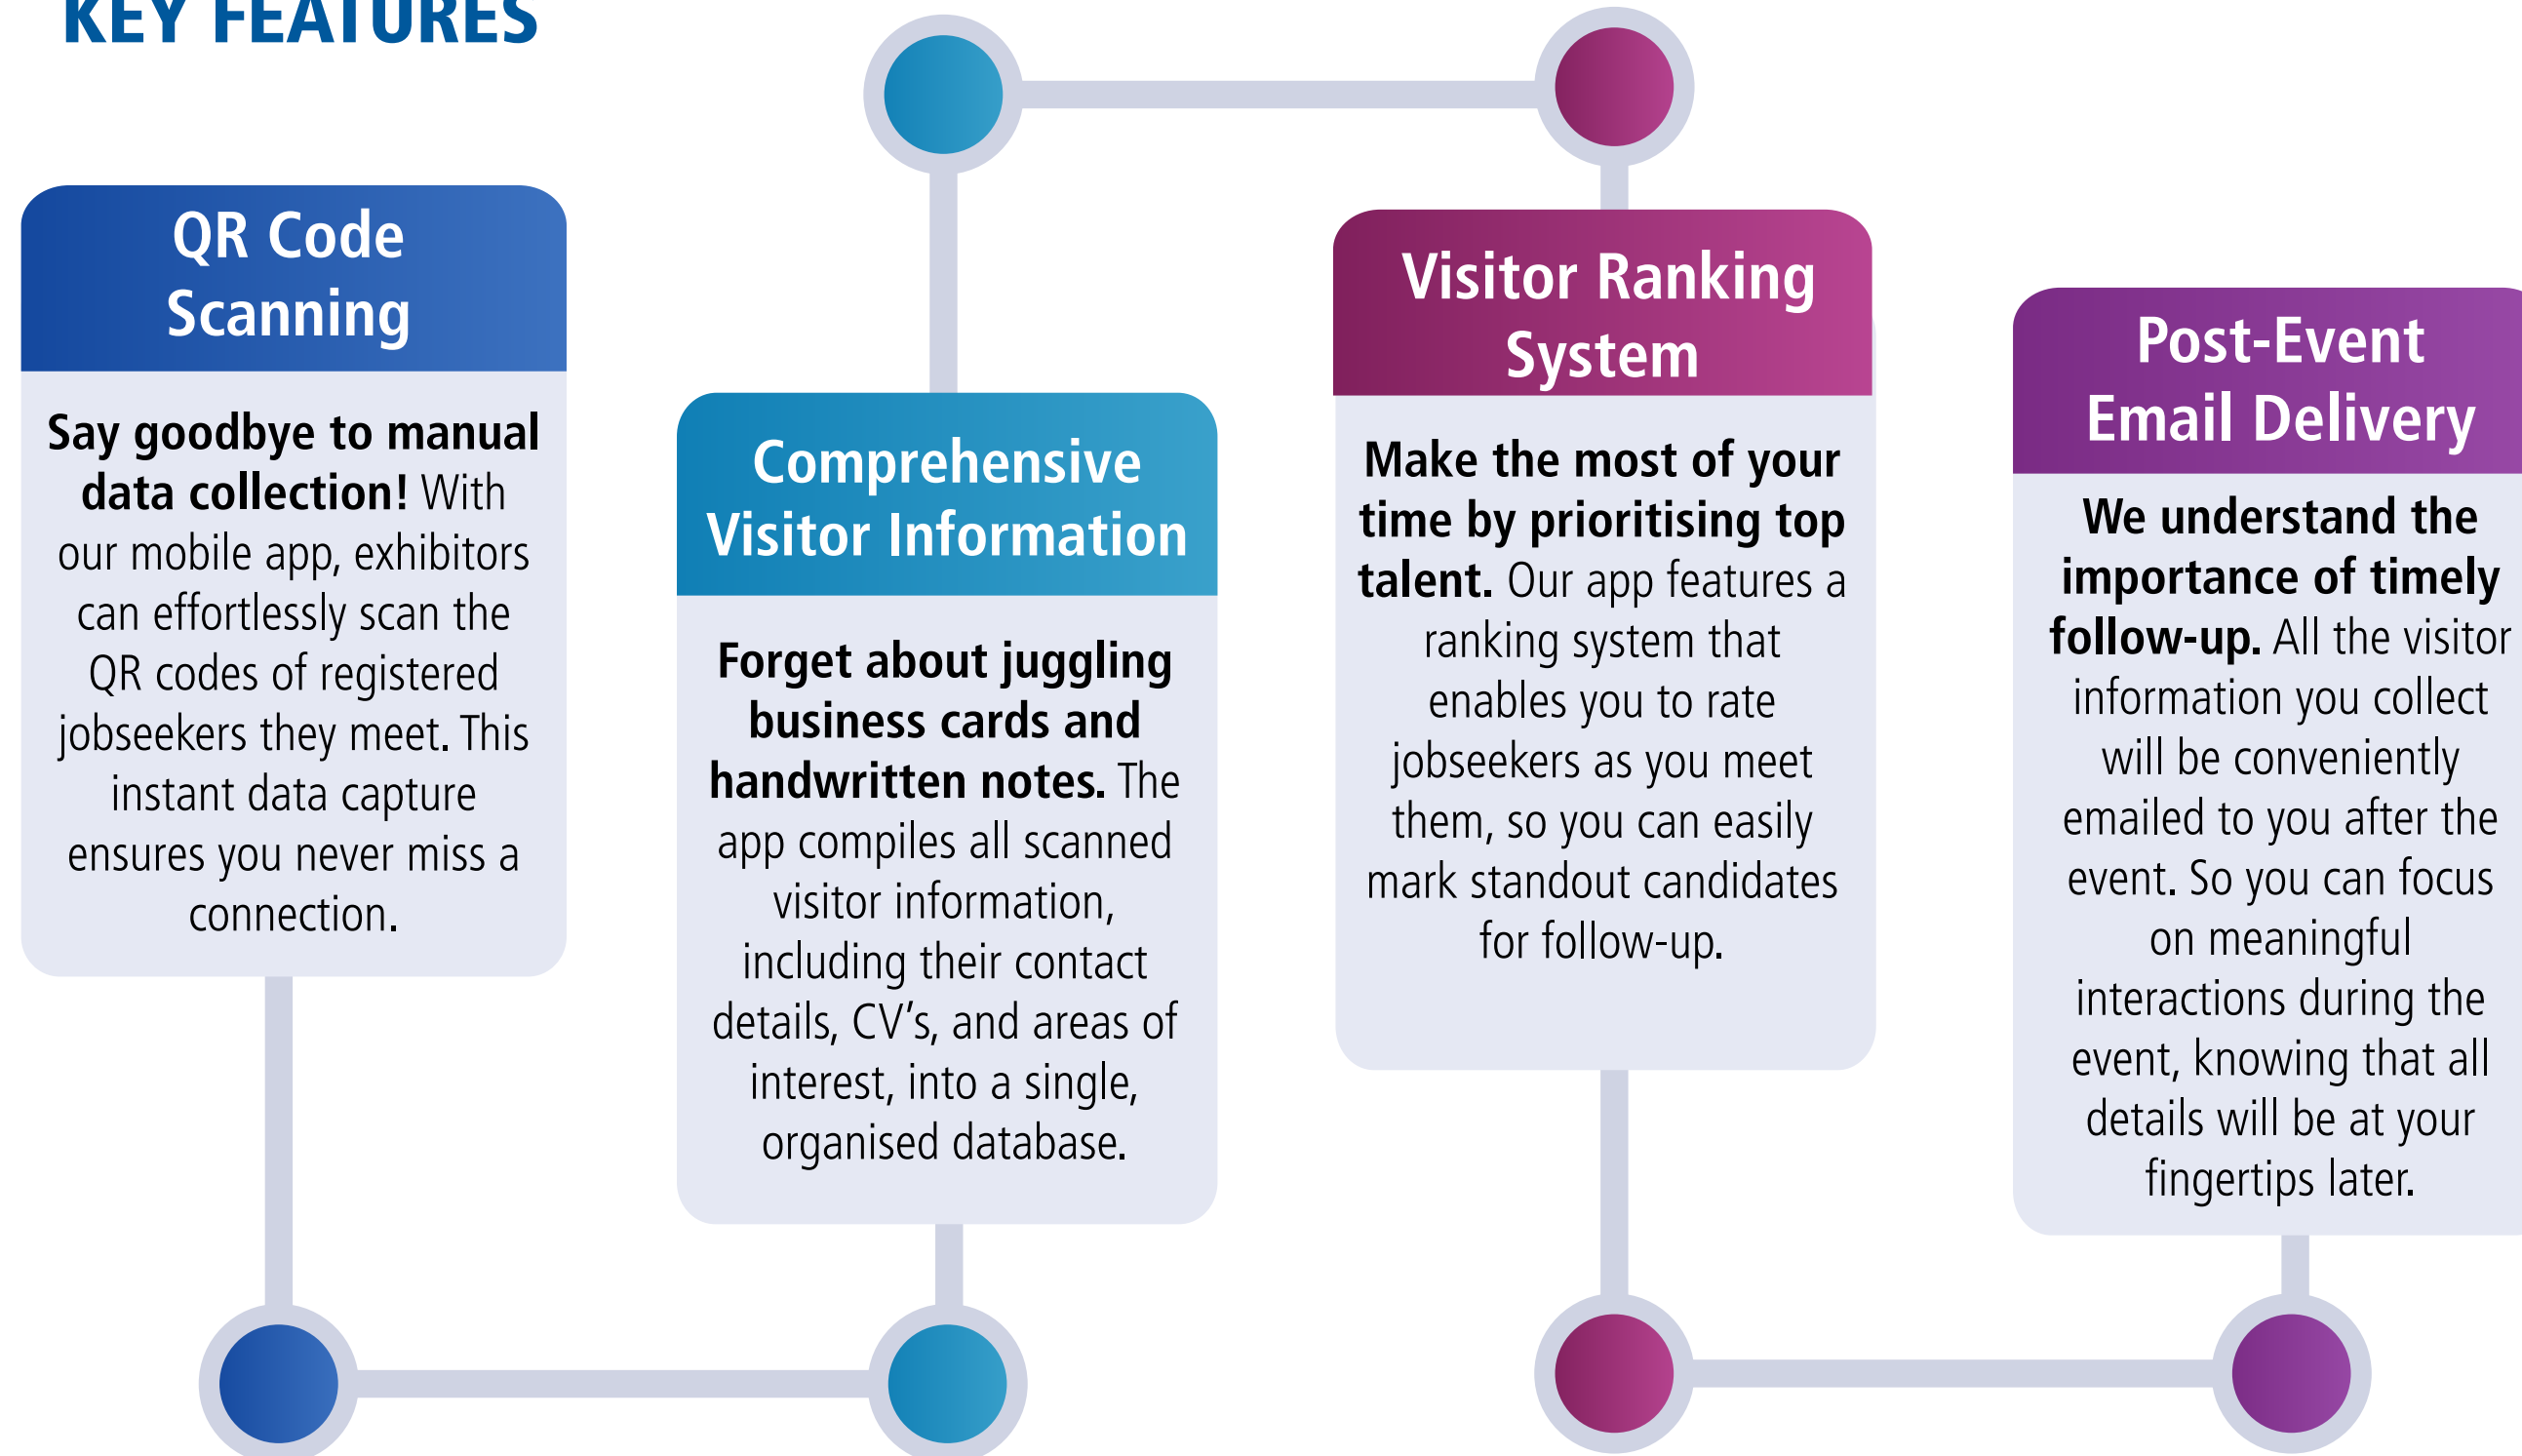 KEY FEATURES
QR Code
Scanning
Say goodbye to manual
data collection! With
our mobile app, exhibitors
can effortlessly scan the
QR codes of registered
jobseekers they meet. This
instant data capture
ensures you never miss a
connection.
Comprehensive
Visitor Information
Forget about juggling
business cards and
handwritten notes. The
app compiles all scanned
visitor information,
including their contact
details, CV’s, and areas of
interest, into a single,
organised database.
Visitor Ranking
System
Make the most of your
time by prioritising top
talent. Our app features a
ranking system that
enables you to rate
jobseekers as you meet
them, so you can easily
mark standout candidates
for follow-up.
Post-Event
Email Delivery
We understand the
importance of timely
follow-up. All the visitor
information you collect
will be conveniently
emailed to you after the
event. So you can focus
on meaningful
interactions during the
event, knowing that all
details will be at your
fingertips later.